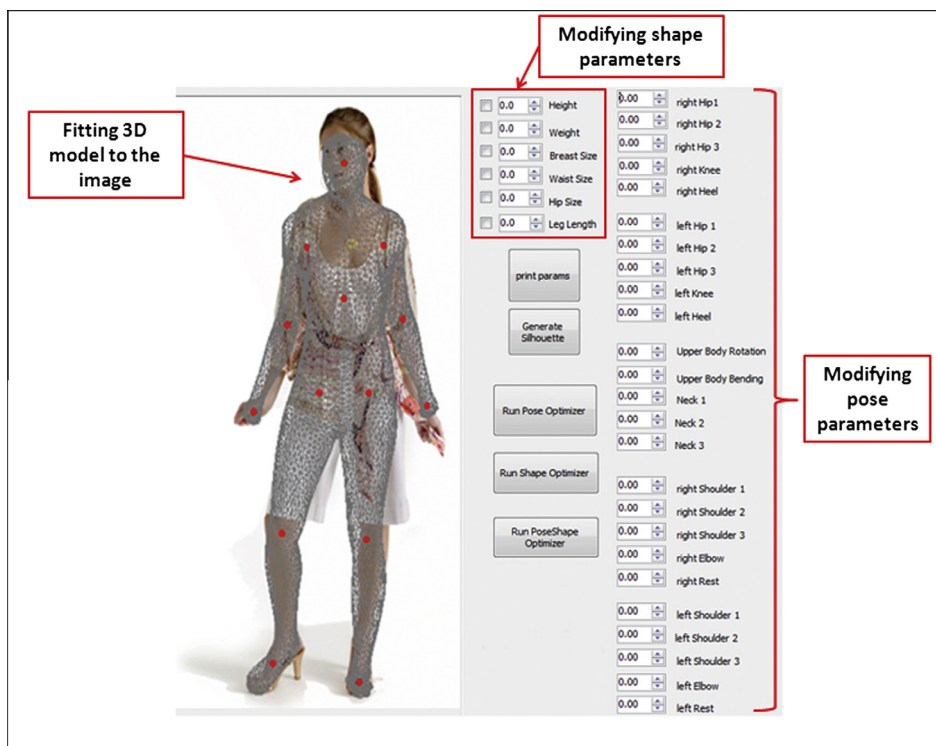 Modifying shape
parameters
Fitting 3D
model to the
image
0.0 Height
0.0 Weight
0.0 Breast Size
0.0 Waist Size
0.0 Hip Size
0.0 Leg Length
print params
Generate
Silhouette
Run Pose Optimizer
Run Shape Optimizer
Run PoseShape
Optimizer
0.00 right Hip1
0.00 right Hip 2
0.00 right Hip 3
0.00 right Knee
0.00 right Heel
0.00 left Hip 1
0.00 left Hip 2
0.00 left Hip 3
0.00 left Knee
0.00 left Heel
0.00 Upper Body Rotation
0.00 Upper Body Bending
0.00 Neck 1
0.00 Neck 2
0.00 Neck 3
0.00 right Shoulder 1
0.00 right Shoulder 2
0.00 right Shoulder 3
0.00 right Elbow
0.00 right Rest
0.00 left Shoulder 1
0.00 left Shoulder 2
0.00 left Shoulder 3
0.00 left Elbow
0.00 left Rest
Modifying
pose
parameters